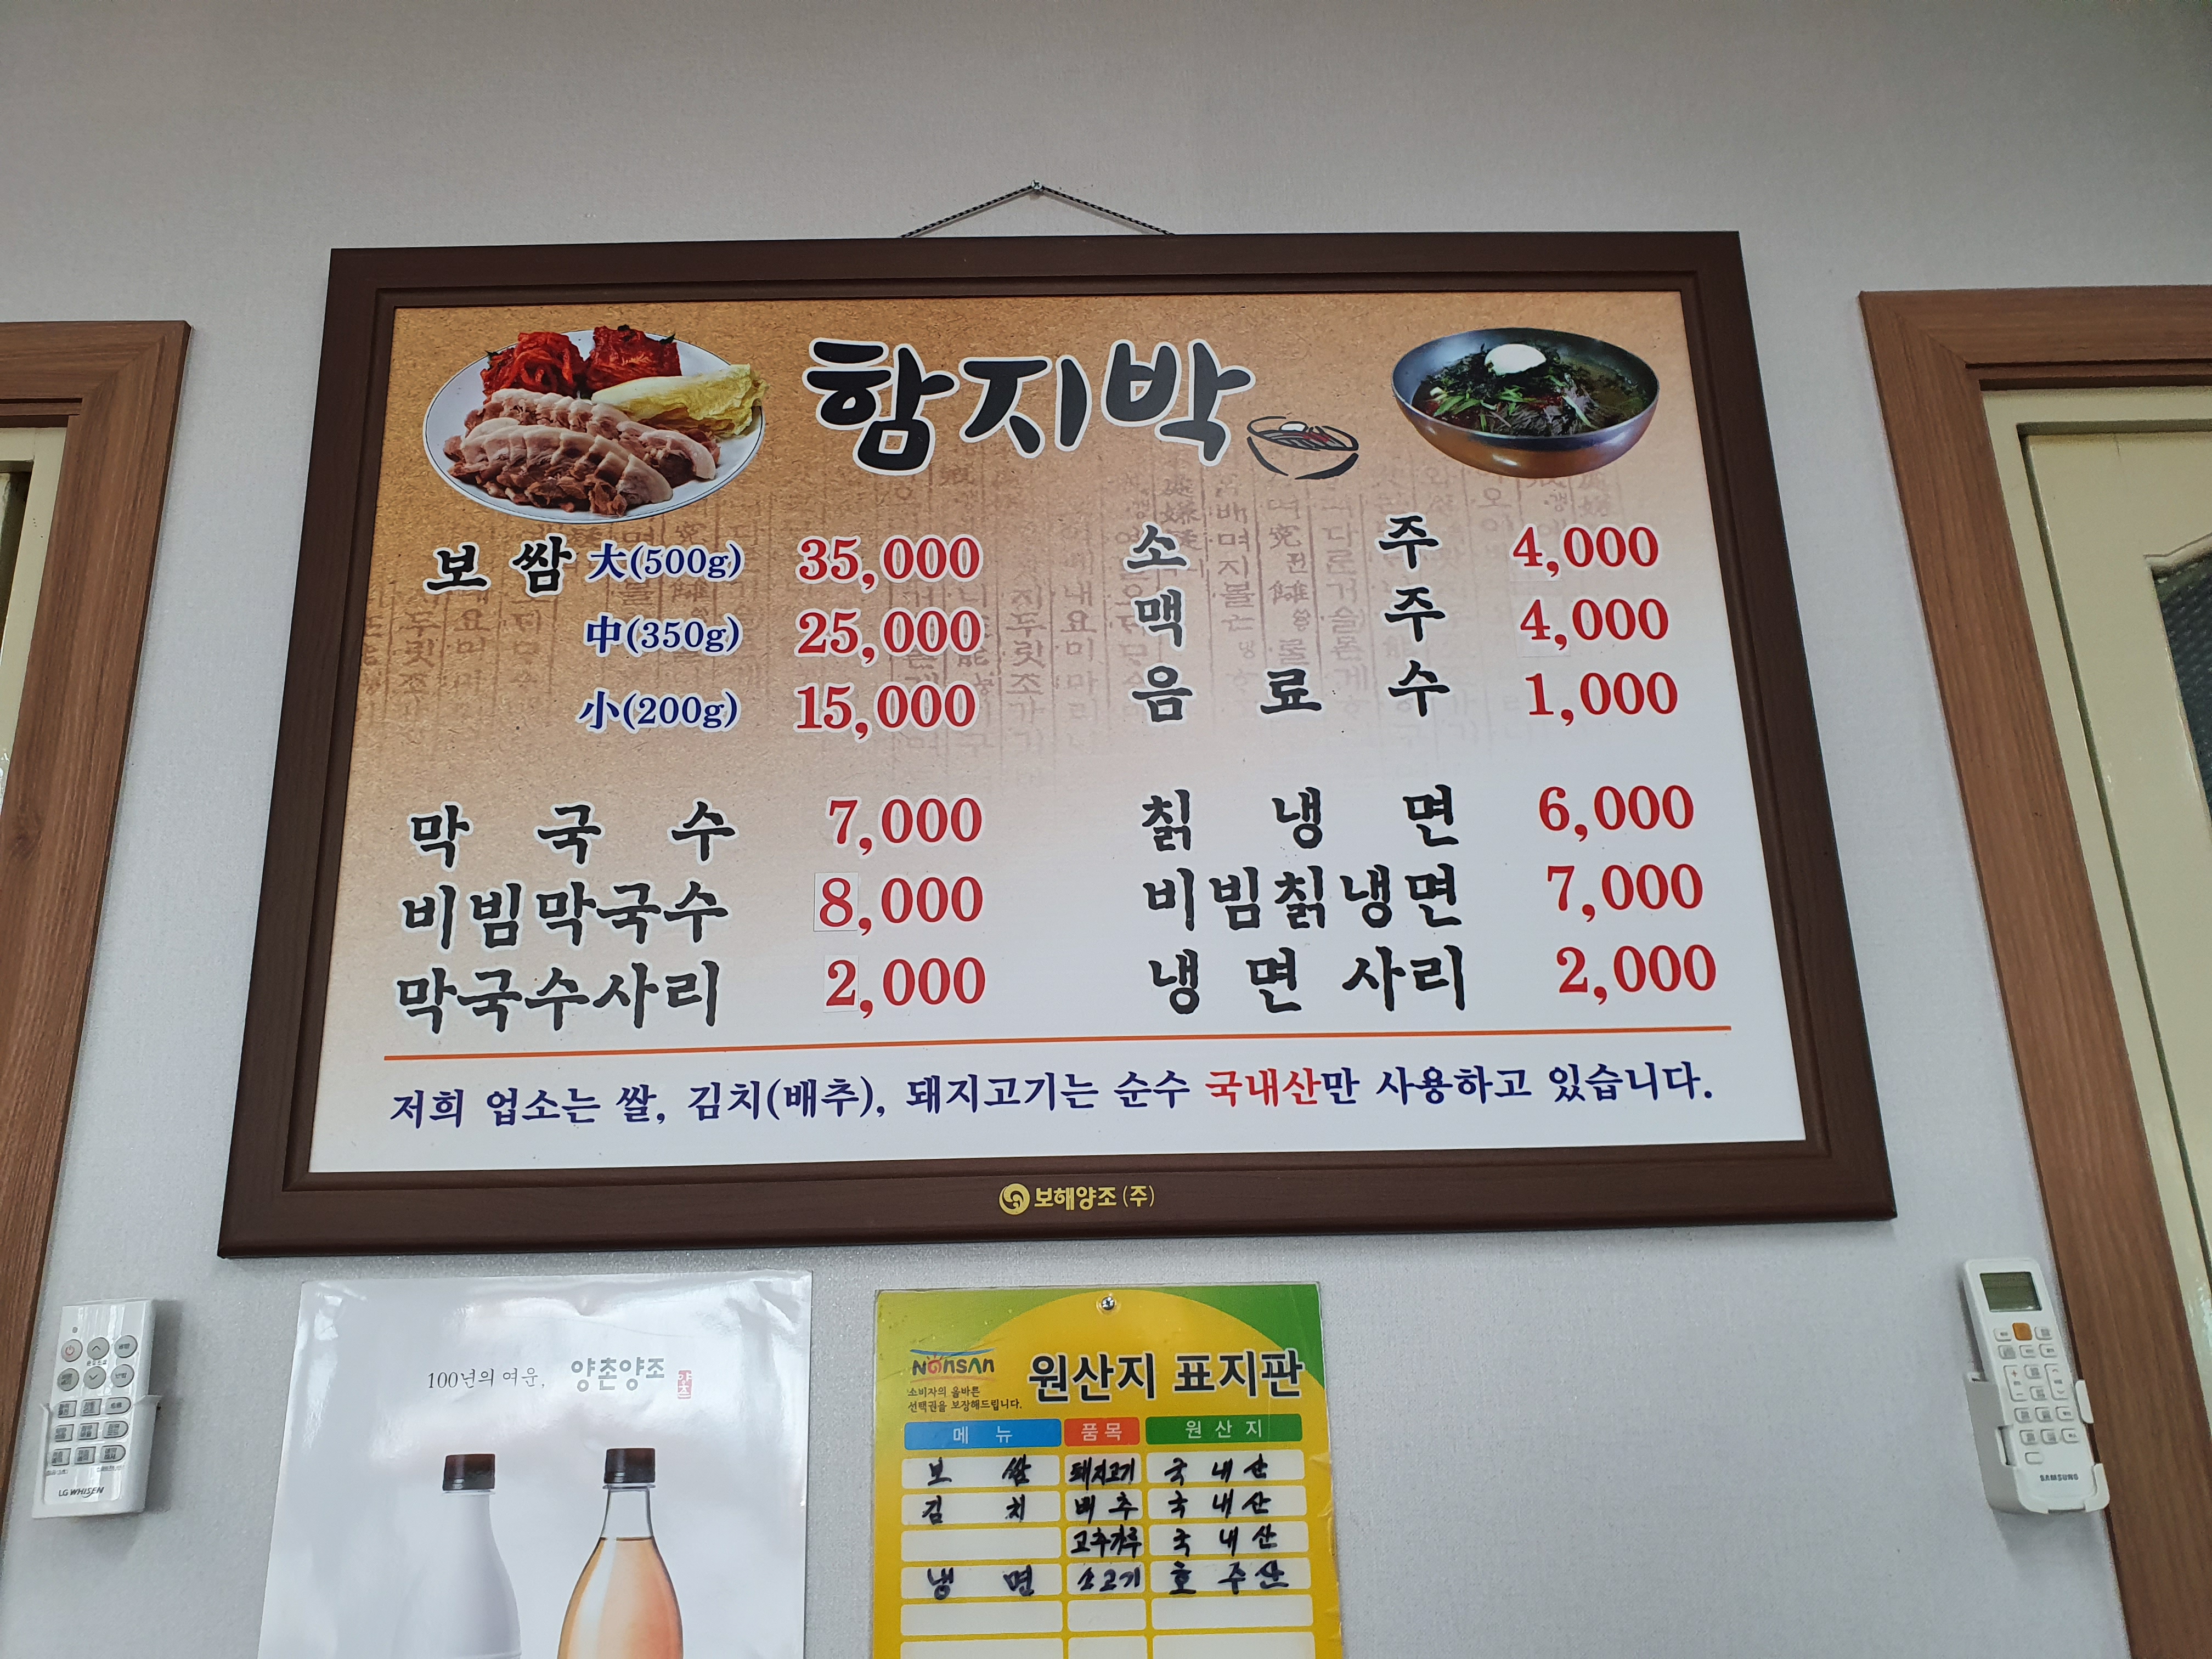 함지박
보 쌈 大(500g) 35,000
中(350g) 25,000
小(200g) 15,000
소 주 4,000
맥 주 4,000
음 료 수 1,000
막 국 수 7,000
비빔막국수 8,000
막국수사리 2,000
칡 냉 면 6,000
비빔칡냉면 7,000
냉 면 사리 2,000
저희 업소는 쌀, 김치(배추), 돼지고기는 순수 국내산만 사용하고 있습니다.
보해양조 (주)
100년의 여운, 양촌양조
NONSAN
소비자의 올바른
선택권을 보장해드립니다.
원산지 표지판
메 뉴 품 목 원 산 지
보 쌈 돼지고기 국 내 산
김 치 배 추 국 내 산
고추가루 국 내 산
냉 면 소고기 호 주 산
LG WHISEN
SAMSUNG